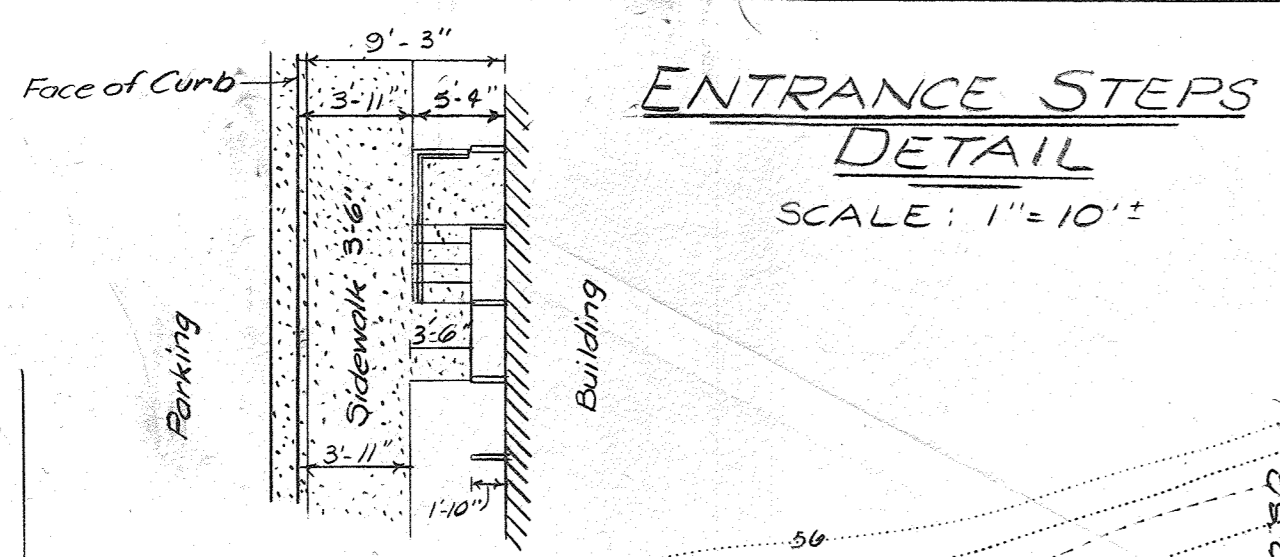 9'-3"
Face of Curb
3'-11"
5'-4"
ENTRANCE STEPS
DETAIL
SCALE: 1" = 10' ±
Sidewalk 3'-6"
3'-6"
Parking
Building
3'-11"
1'-10"
56